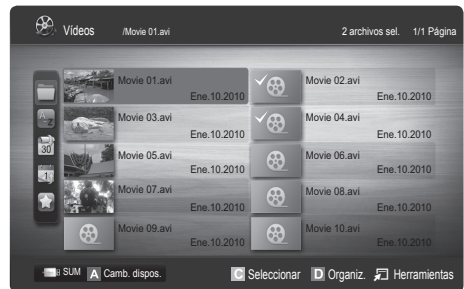 Vídeos /Movie 01.avi 2 archivos sel. 1/1 Página
Movie 01.avi Movie 02.avi
Ene.10.2010 Ene.10.2010
Movie 03.avi Movie 04.avi
Ene.10.2010 Ene.10.2010
Movie 05.avi Movie 06.avi
Ene.10.2010 Ene.10.2010
Movie 07.avi Movie 08.avi
Ene.10.2010 Ene.10.2010
Movie 09.avi Movie 10.avi
Ene.10.2010 Ene.10.2010
SUM A Camb. dispos. C Seleccionar D Organiz. Herramientas